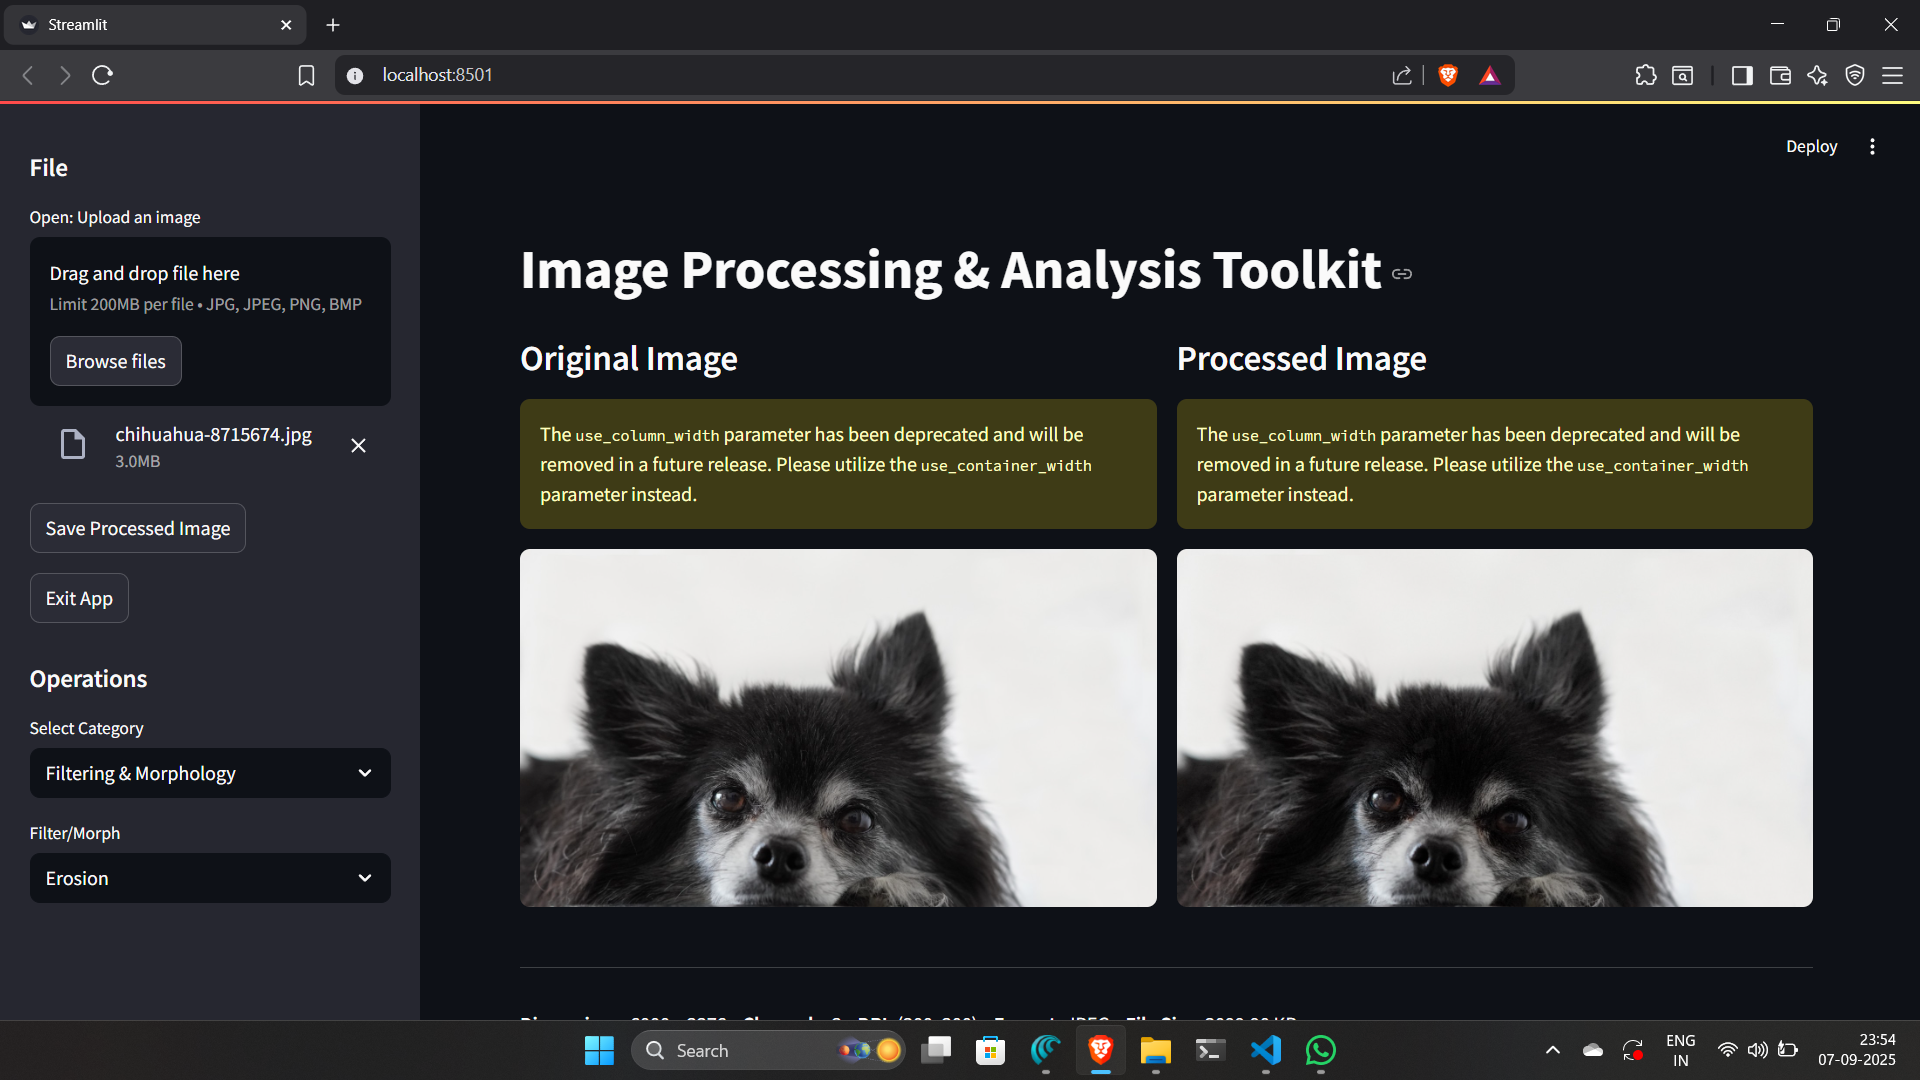 Streamlit
localhost:8501
Deploy
File
Open: Upload an image
Drag and drop file here
Limit 200MB per file • JPG, JPEG, PNG, BMP
Browse files
chihuahua-8715674.jpg
3.0MB
Save Processed Image
Exit App
Operations
Select Category
Filtering & Morphology
Filter/Morph
Erosion
Image Processing & Analysis Toolkit
Original Image
The use_column_width parameter has been deprecated and will be
removed in a future release. Please utilize the use_container_width
parameter instead.
Processed Image
The use_column_width parameter has been deprecated and will be
removed in a future release. Please utilize the use_container_width
parameter instead.
Search
ENG
IN
23:54
07-09-2025